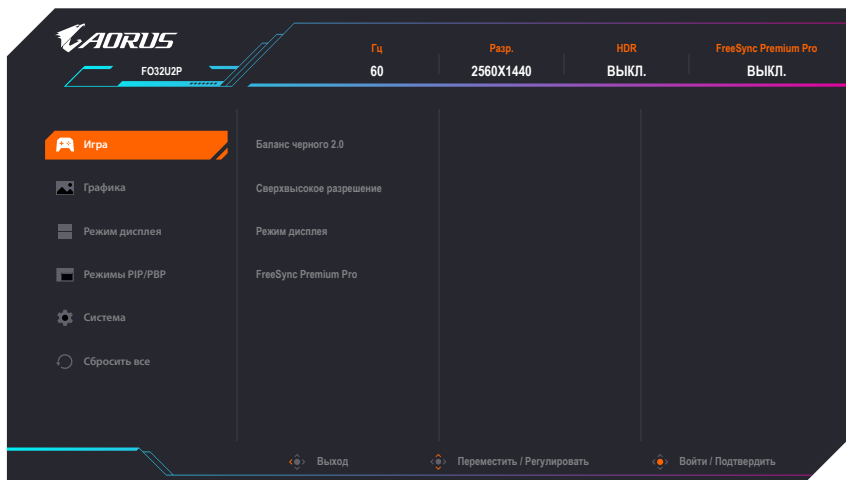 AORUS
FO32U2P
Гц
Разр.
HDR
FreeSync Premium Pro
60
2560X1440
ВЫКЛ.
ВЫКЛ.
Игра
Графика
Режим дисплея
Режимы PIP/PBP
Система
Сбросить все
Баланс черного 2.0
Сверхвысокое разрешение
Режим дисплея
FreeSync Premium Pro
Выход
Переместить / Регулировать
Войти / Подтвердить